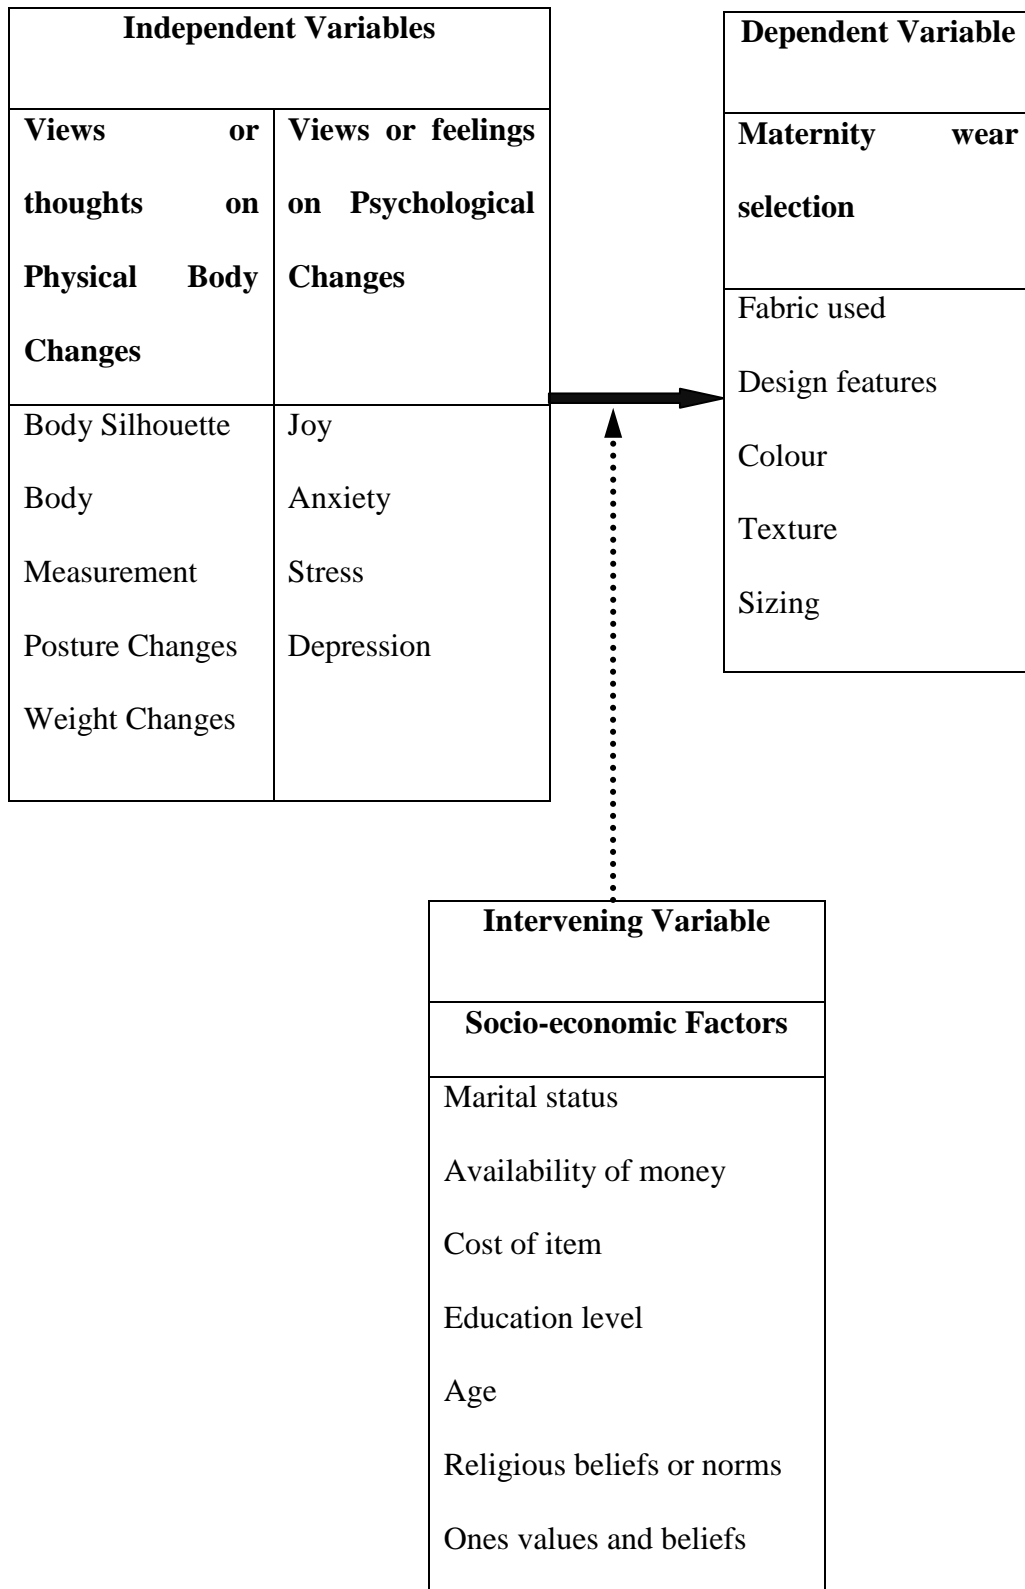 Independent Variables
Views or
thoughts on
Physical Body
Changes
Views or feelings
on Psychological
Changes
Body Silhouette
Body
Measurement
Posture Changes
Weight Changes
Joy
Anxiety
Stress
Depression
Dependent Variable
Maternity wear
selection
Fabric used
Design features
Colour
Texture
Sizing
Intervening Variable
Socio-economic Factors
Marital status
Availability of money
Cost of item
Education level
Age
Religious beliefs or norms
Ones values and beliefs